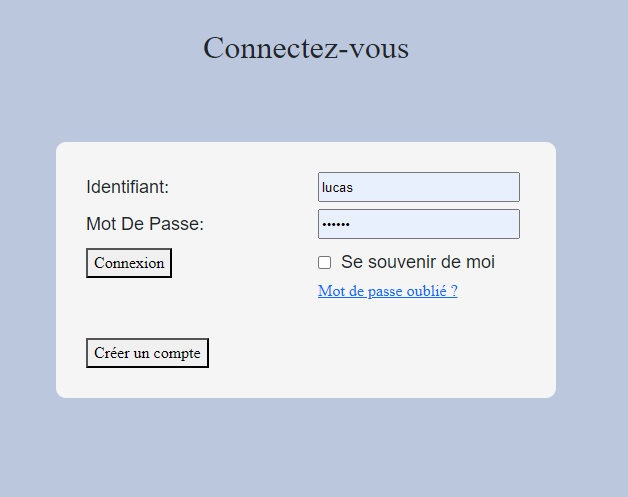 Connectez-vous
Identifiant: lucas
Mot De Passe: ••••••
Connexion Se souvenir de moi
Mot de passe oublié ?
Créer un compte